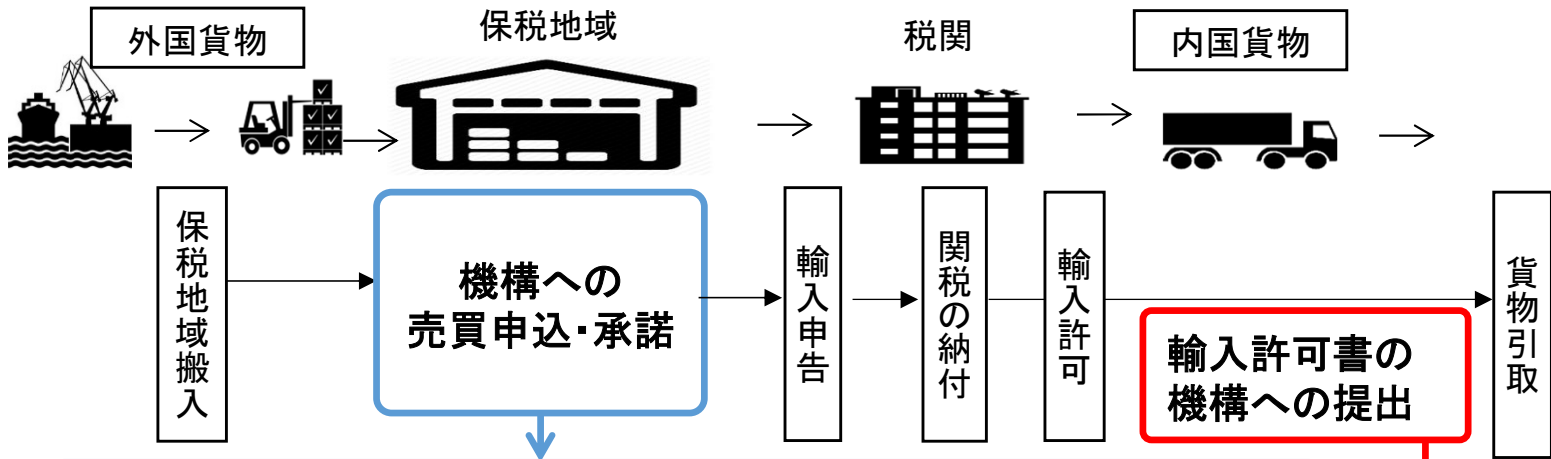 外国貨物
保税地域
税関
内国貨物
保税地域搬入
機構への
売買申込・承諾
輸入申告
関税の納付
輸入許可
輸入許可書の
機構への提出
貨物引取